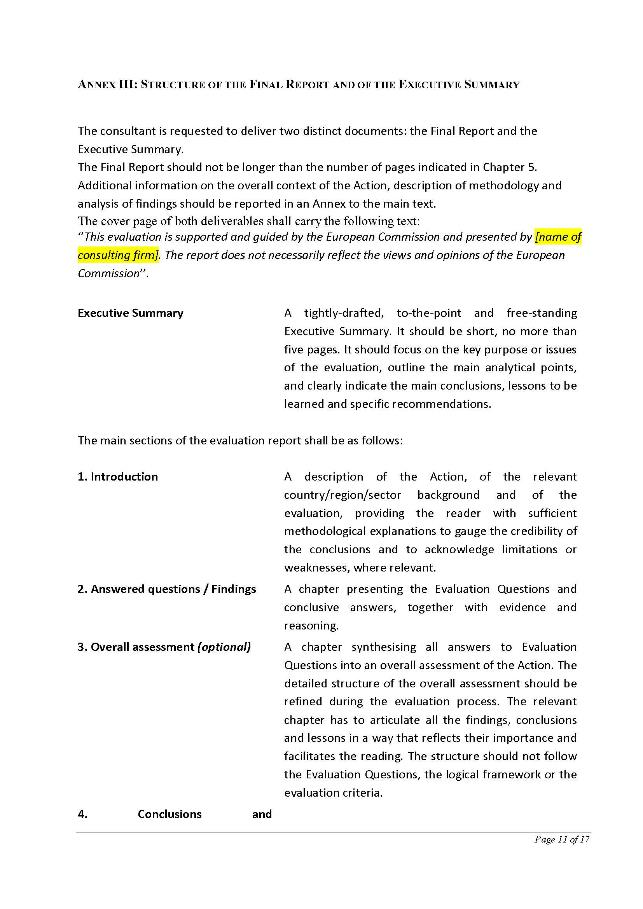 ANNEX III: STRUCTURE OF THE FINAL REPORT AND OF THE EXECUTIVE SUMMARY
The consultant is requested to deliver two distinct documents: the Final Report and the
Executive Summary.
The Final Report should not be longer than the number of pages indicated in Chapter 5.
Additional information on the overall context of the Action, description of methodology and
analysis of findings should be reported in an Annex to the main text.
The cover page of both deliverables shall carry the following text:
“This evaluation is supported and guided by the European Commission and presented by [name of
consulting firm]. The report does not necessarily reflect the views and opinions of the European
Commission”.
Executive Summary
A tightly-drafted, to-the-point and free-standing
Executive Summary. It should be short, no more than
five pages. It should focus on the key purpose or issues
of the evaluation, outline the main analytical points,
and clearly indicate the main conclusions, lessons to be
learned and specific recommendations.
The main sections of the evaluation report shall be as follows:
1. Introduction
A description of the Action, of the relevant
country/region/sector background and of the
evaluation, providing the reader with sufficient
methodological explanations to gauge the credibility of
the conclusions and to acknowledge limitations or
weaknesses, where relevant.
2. Answered questions / Findings
A chapter presenting the Evaluation Questions and
conclusive answers, together with evidence and
reasoning.
3. Overall assessment (optional)
A chapter synthesising all answers to Evaluation
Questions into an overall assessment of the Action. The
detailed structure of the overall assessment should be
refined during the evaluation process. The relevant
chapter has to articulate all the findings, conclusions
and lessons in a way that reflects their importance and
facilitates the reading. The structure should not follow
the Evaluation Questions, the logical framework or the
evaluation criteria.
4. Conclusions and
Page 11 of 17